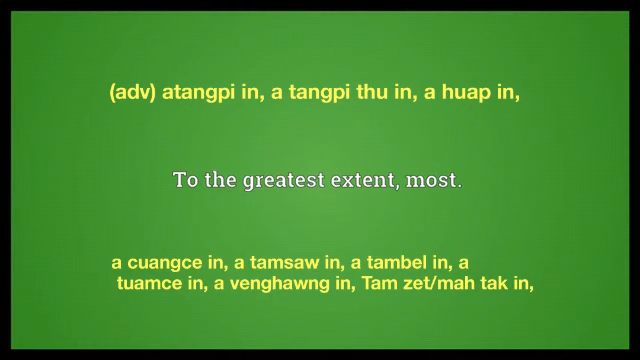 (adv) atangpi in, a tangpi thu in, a huap in,
To the greatest extent, most.
a cuangce in, a tamsaw in, a tambel in, a
tuamce in, a venghawng in, Tam zet/mah tak in,